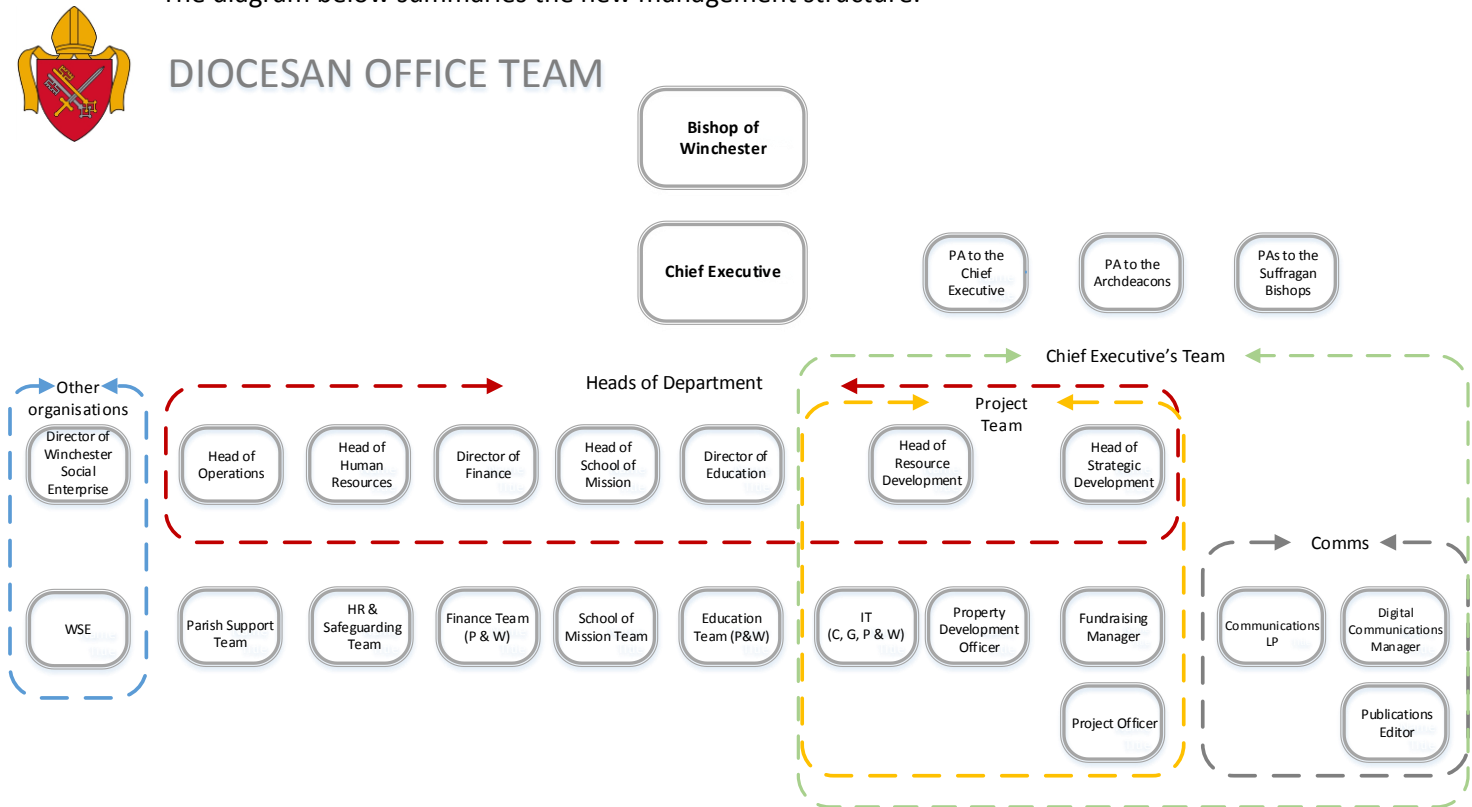 The diagram below summaries the new management structure.
DIOCESAN OFFICE TEAM
Bishop of
Winchester
Chief Executive
PA to the
Chief
Executive
PA to the
Archdeacons
PAs to the
Suffragan
Bishops
Chief Executive's Team
Other
organisations
Heads of Department
Project
Team
Director of
Winchester
Social
Enterprise
Head of
Operations
Head of
Human
Resources
Director of
Finance
Head of
School of
Mission
Director of
Education
Head of
Resource
Development
Head of
Strategic
Development
Comms
WSE
Parish Support
Team
HR &
Safeguarding
Team
Finance Team
(P & W)
School of
Mission Team
Education
Team (P&W)
IT
(C, G, P & W)
Property
Development
Officer
Fundraising
Manager
Communications
LP
Digital
Communications
Manager
Project Officer
Publications
Editor